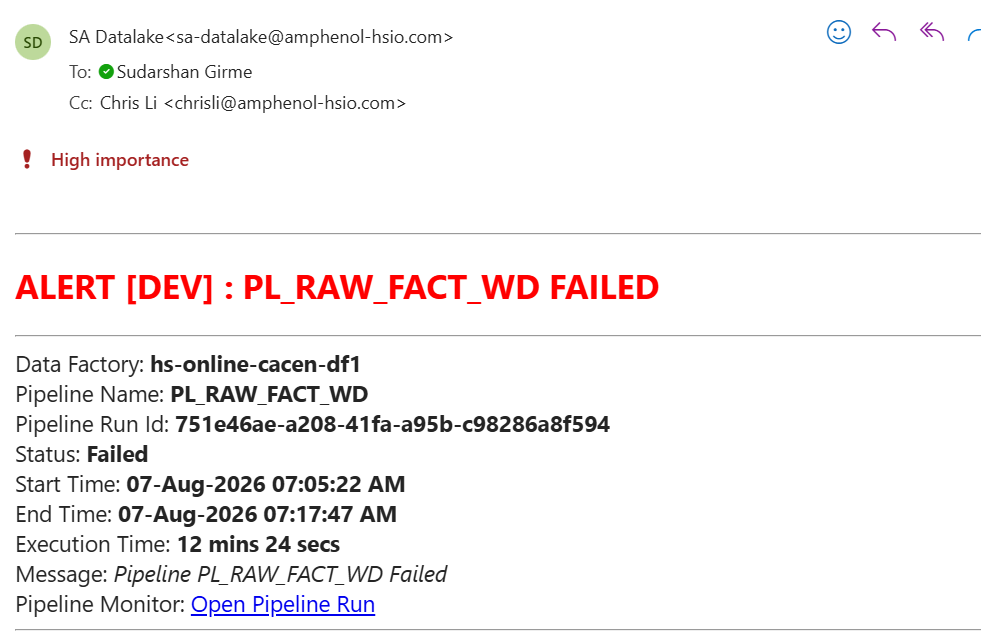 SD
SA Datalake<sa-datalake@amphenol-hsio.com>
To: Sudarshan Girme
Cc: Chris Li <chrisli@amphenol-hsio.com>
High importance
ALERT [DEV] : PL_RAW_FACT_WD FAILED
Data Factory: hs-online-cacen-df1
Pipeline Name: PL_RAW_FACT_WD
Pipeline Run Id: 751e46ae-a208-41fa-a95b-c98286a8f594
Status: Failed
Start Time: 07-Aug-2026 07:05:22 AM
End Time: 07-Aug-2026 07:17:47 AM
Execution Time: 12 mins 24 secs
Message: Pipeline PL_RAW_FACT_WD Failed
Pipeline Monitor: Open Pipeline Run